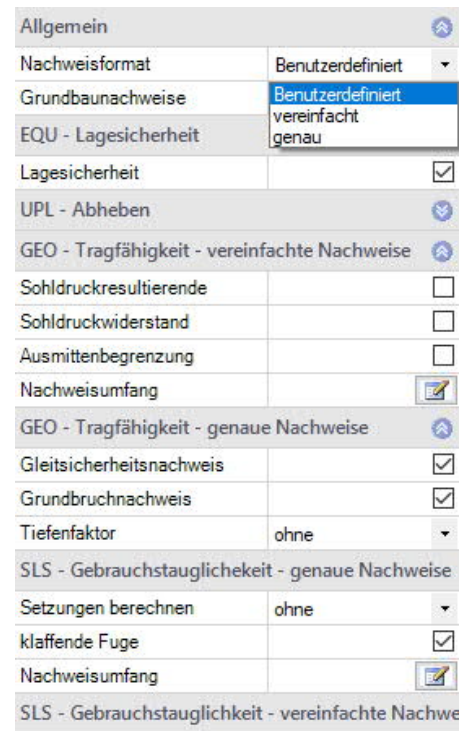 Allgemein
Nachweisformat Benutzerdefiniert
Grundbaunachweise Benutzerdefiniert
vereinfacht
EQU - Lagesicherheit genau
Lagesicherheit
UPL - Abheben
GEO - Tragfähigkeit - vereinfachte Nachweise
Sohldruckresultierende
Sohldruckwiderstand
Ausmittenbegrenzung
Nachweisumfang
GEO - Tragfähigkeit - genaue Nachweise
Gleitsicherheitsnachweis
Grundbruchnachweis
Tiefenfaktor ohne
SLS - Gebrauchstauglichekeit - genaue Nachweise
Setzungen berechnen ohne
klaffende Fuge
Nachweisumfang
SLS - Gebrauchstauglichkeit - vereinfachte Nachwe